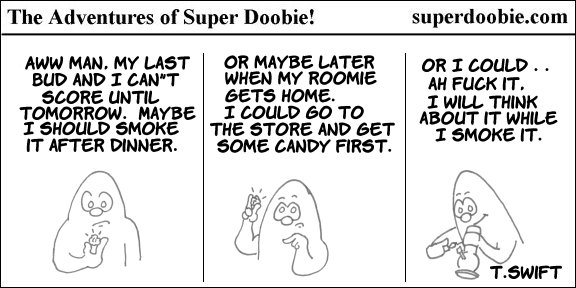 The Adventures of Super Doobie!
superdoobie.com
AWW MAN. MY LAST
BUD AND I CAN"T
SCORE UNTIL
TOMORROW. MAYBE
I SHOULD SMOKE
IT AFTER DINNER.
OR MAYBE LATER
WHEN MY ROOMIE
GETS HOME.
I COULD GO TO
THE STORE AND GET
SOME CANDY FIRST.
OR I COULD . .
AH FUCK IT.
I WILL THINK
ABOUT IT WHILE
I SMOKE IT.
T.SWIFT